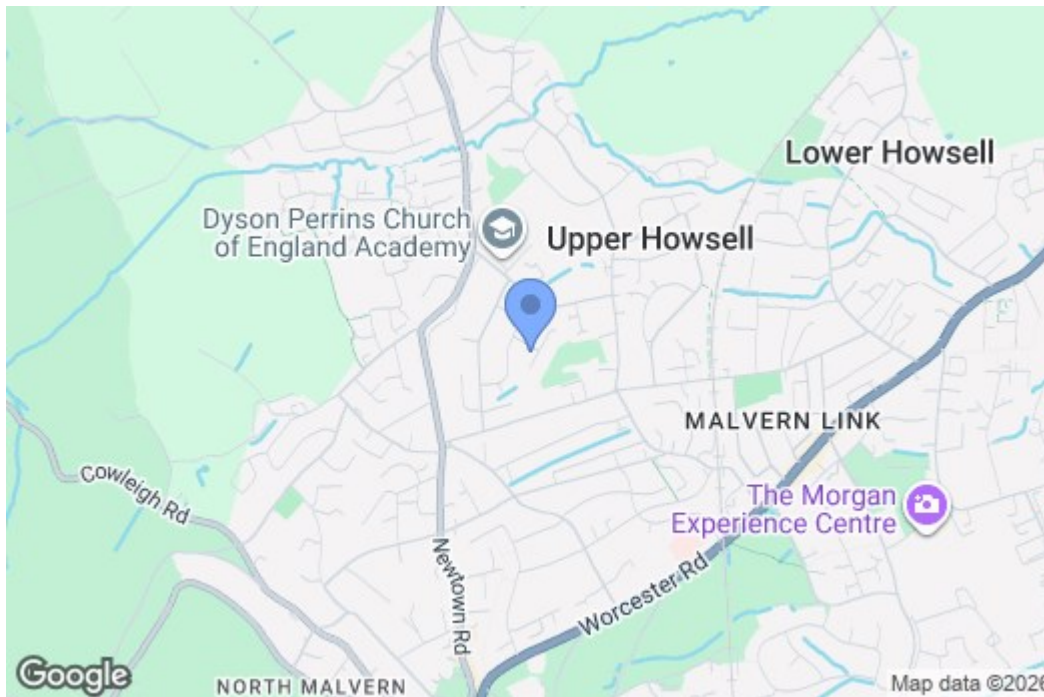 Lower Howsell
Dyson Perrins Church
of England Academy
Upper Howsell
MALVERN LINK
Cowleigh Rd
The Morgan
Experience Centre
Newtown Rd
Worcester Rd
Google
NORTH MALVERN
Map data ©2026